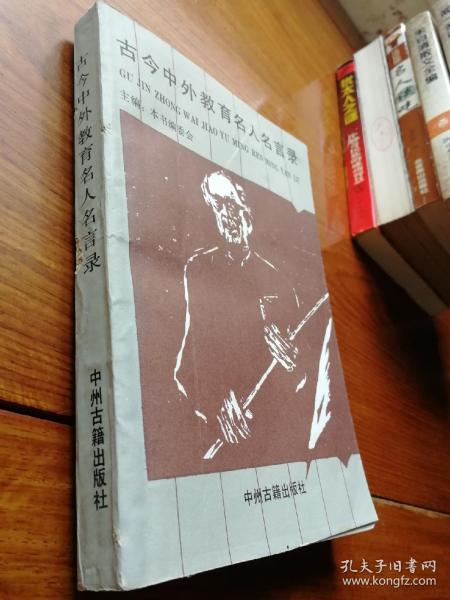 古今中外教育名人名言录
GU JIN ZHONG WAI JIAO YU MING REN MING YAN LU
主编：本书编委会
中州古籍出版社
古今中外教育名人名言录
中州古籍出版社
孔夫子旧书网
www.kongfz.com